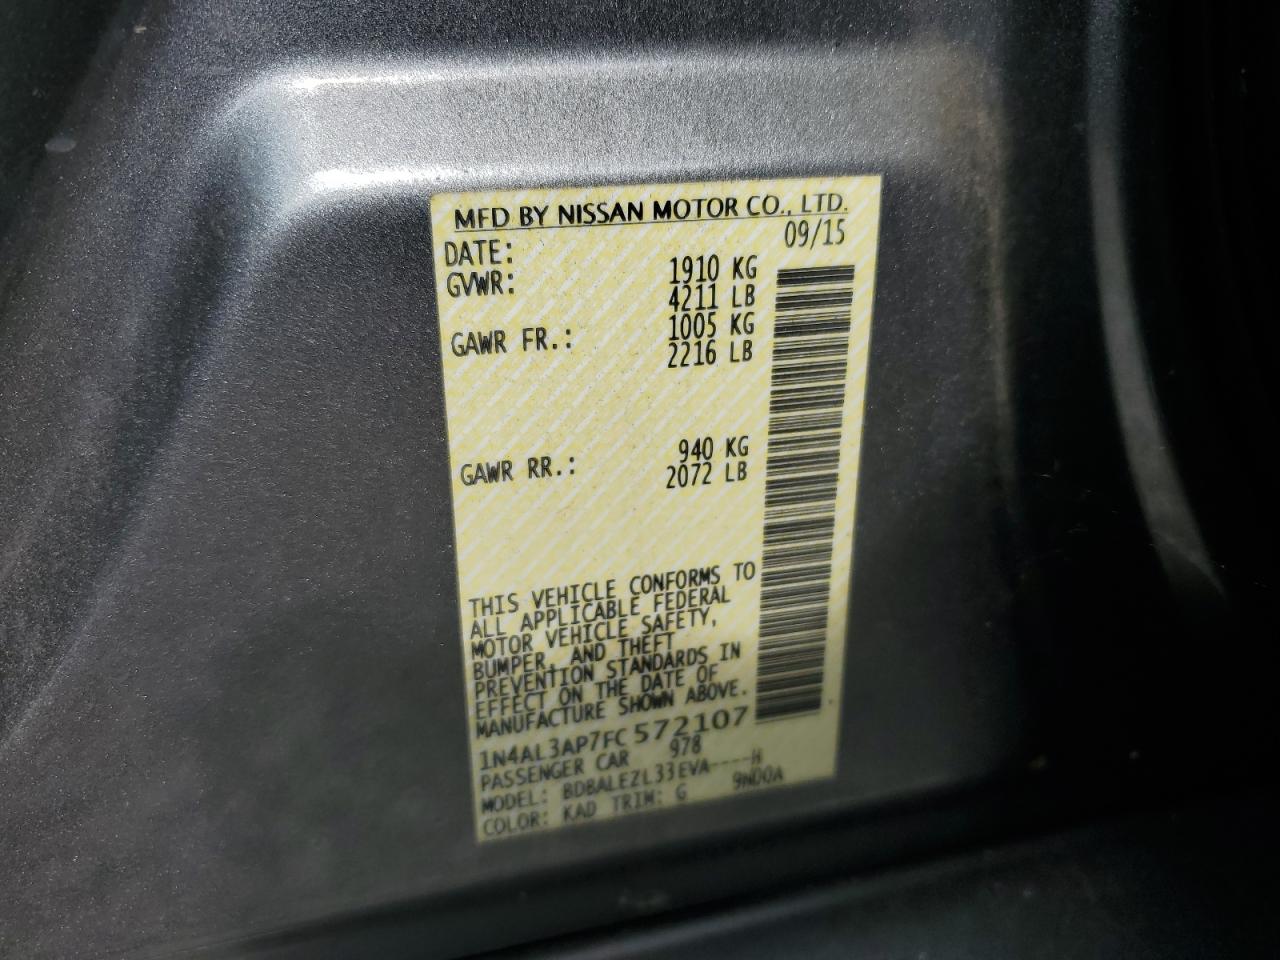 MFD BY NISSAN MOTOR CO., LTD.
DATE: 09/15
GVWR: 1910 KG
4211 LB
GAWR FR.: 1005 KG
2216 LB
GAWR RR.: 940 KG
2072 LB
THIS VEHICLE CONFORMS TO
ALL APPLICABLE FEDERAL
MOTOR VEHICLE SAFETY,
BUMPER, AND THEFT
PREVENTION STANDARDS IN
EFFECT ON THE DATE OF
MANUFACTURE SHOWN ABOVE.
1N4AL3AP7FC572107
PASSENGER CAR 978
MODEL: BDBALEZL33EVA----H
COLOR: KAD TRIM: G 9N00A